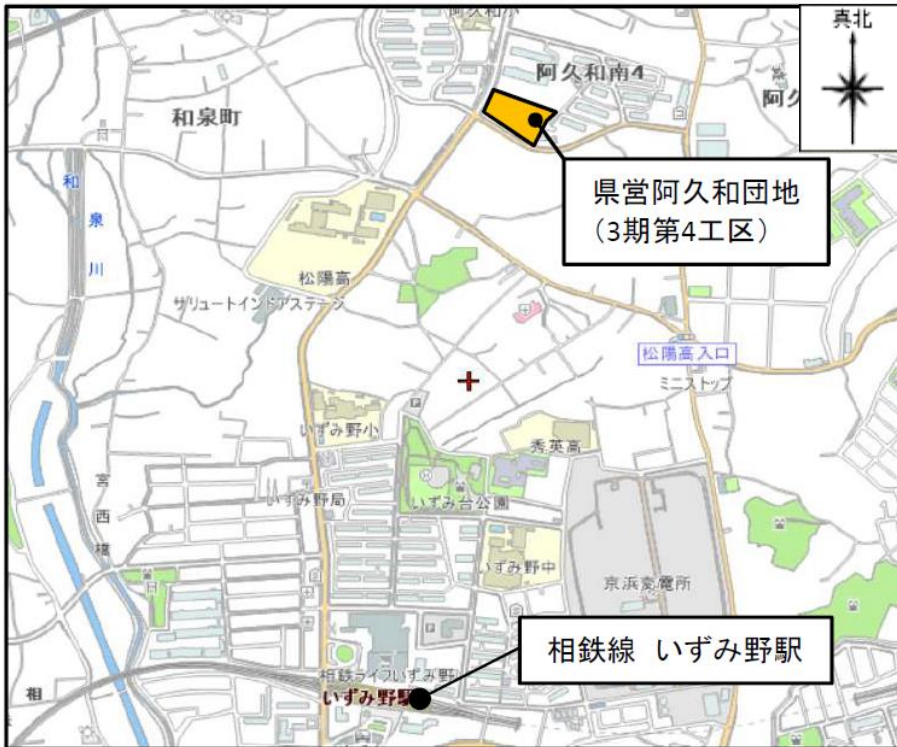 阿久和小
真北
阿久和南4
和泉町
県営阿久和団地
（3期第4工区）
和泉川
松陽高
サリュートインドアステージ
松陽高入口
ミニストップ
いずみ野小
秀英高
いずみ野局
いずみ台公園
宮西橋
いずみ野中
京浜変電所
相鉄線 いずみ野駅
相鉄ライフいずみ野
いずみ野駅
相